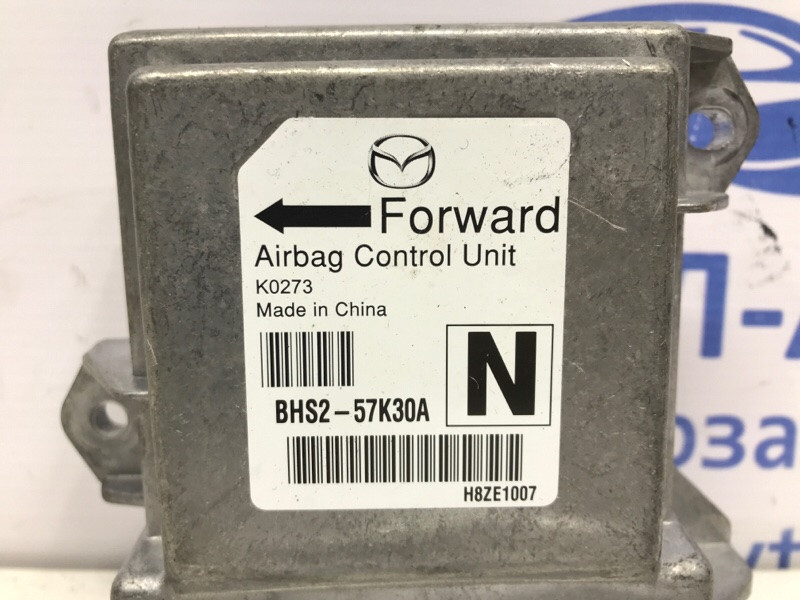 Forward
Airbag Control Unit
K0273
Made in China
N
BHS2-57K30A
H8ZE1007